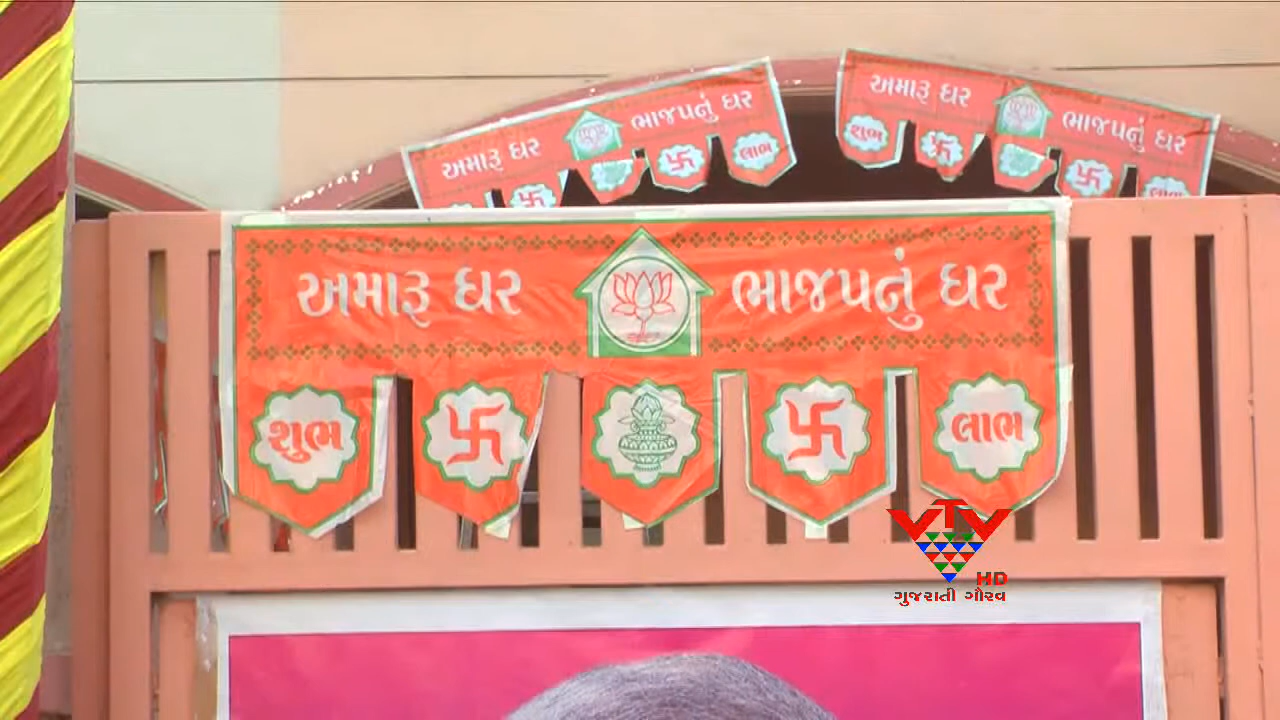 અમારૂ ઘર ભાજપનું ઘર
શુભ લાભ
અમારૂ ઘર ભાજપનું ઘર
શુભ લાભ
અમારૂ ઘર ભાજપનું ઘર
શુભ લાભ
VTV
HD
ગુજરાતી ગૌરવ